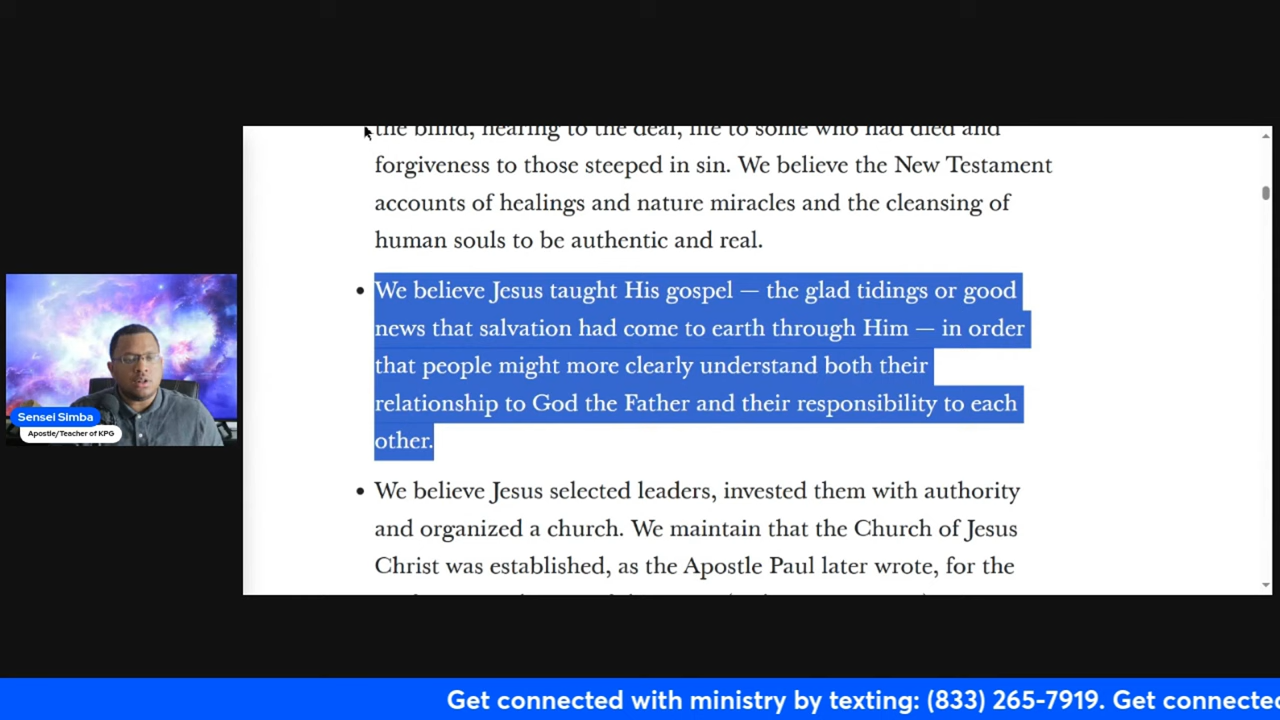 the blind, hearing to the deaf, life to some who had died and
forgiveness to those steeped in sin. We believe the New Testament
accounts of healings and nature miracles and the cleansing of
human souls to be authentic and real.
• We believe Jesus taught His gospel — the glad tidings or good
news that salvation had come to earth through Him — in order
that people might more clearly understand both their
relationship to God the Father and their responsibility to each
other.
• We believe Jesus selected leaders, invested them with authority
and organized a church. We maintain that the Church of Jesus
Christ was established, as the Apostle Paul later wrote, for the
Sensei Simba
Apostle/Teacher of KPG
Get connected with ministry by texting: (833) 265-7919. Get connected